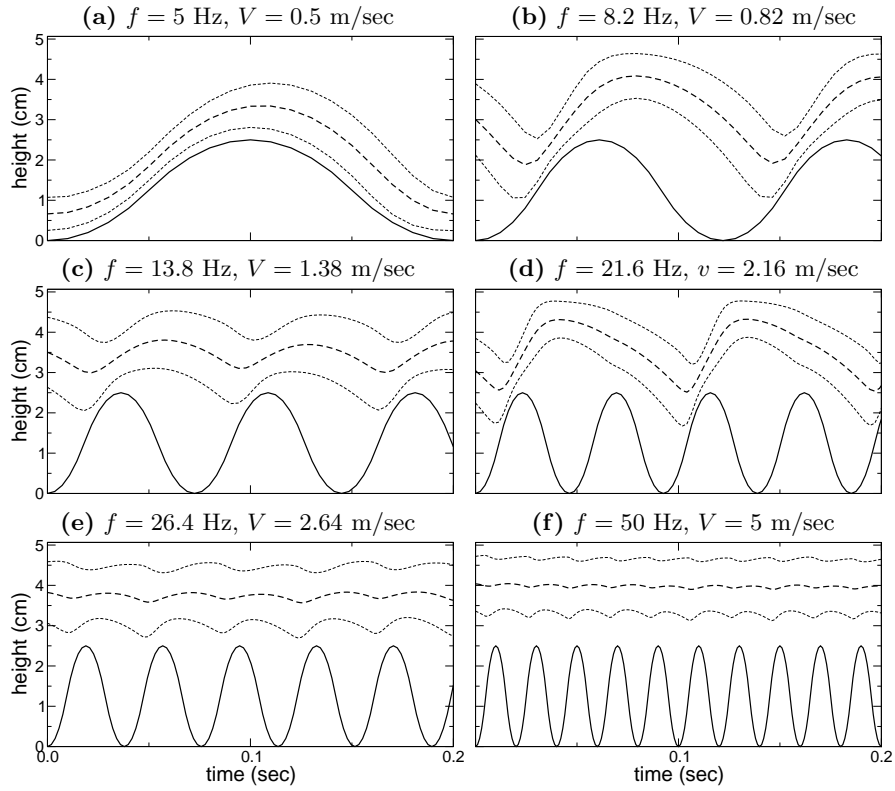 (a) f = 5 Hz, V = 0.5 m/sec
(b) f = 8.2 Hz, V = 0.82 m/sec
5
4
3
2
1
0
height (cm)
(c) f = 13.8 Hz, V = 1.38 m/sec
(d) f = 21.6 Hz, v = 2.16 m/sec
5
4
3
2
1
0
height (cm)
(e) f = 26.4 Hz, V = 2.64 m/sec
(f) f = 50 Hz, V = 5 m/sec
5
4
3
2
1
0
height (cm)
0.0 0.1 0.2
time (sec)
0.1 0.2
time (sec)